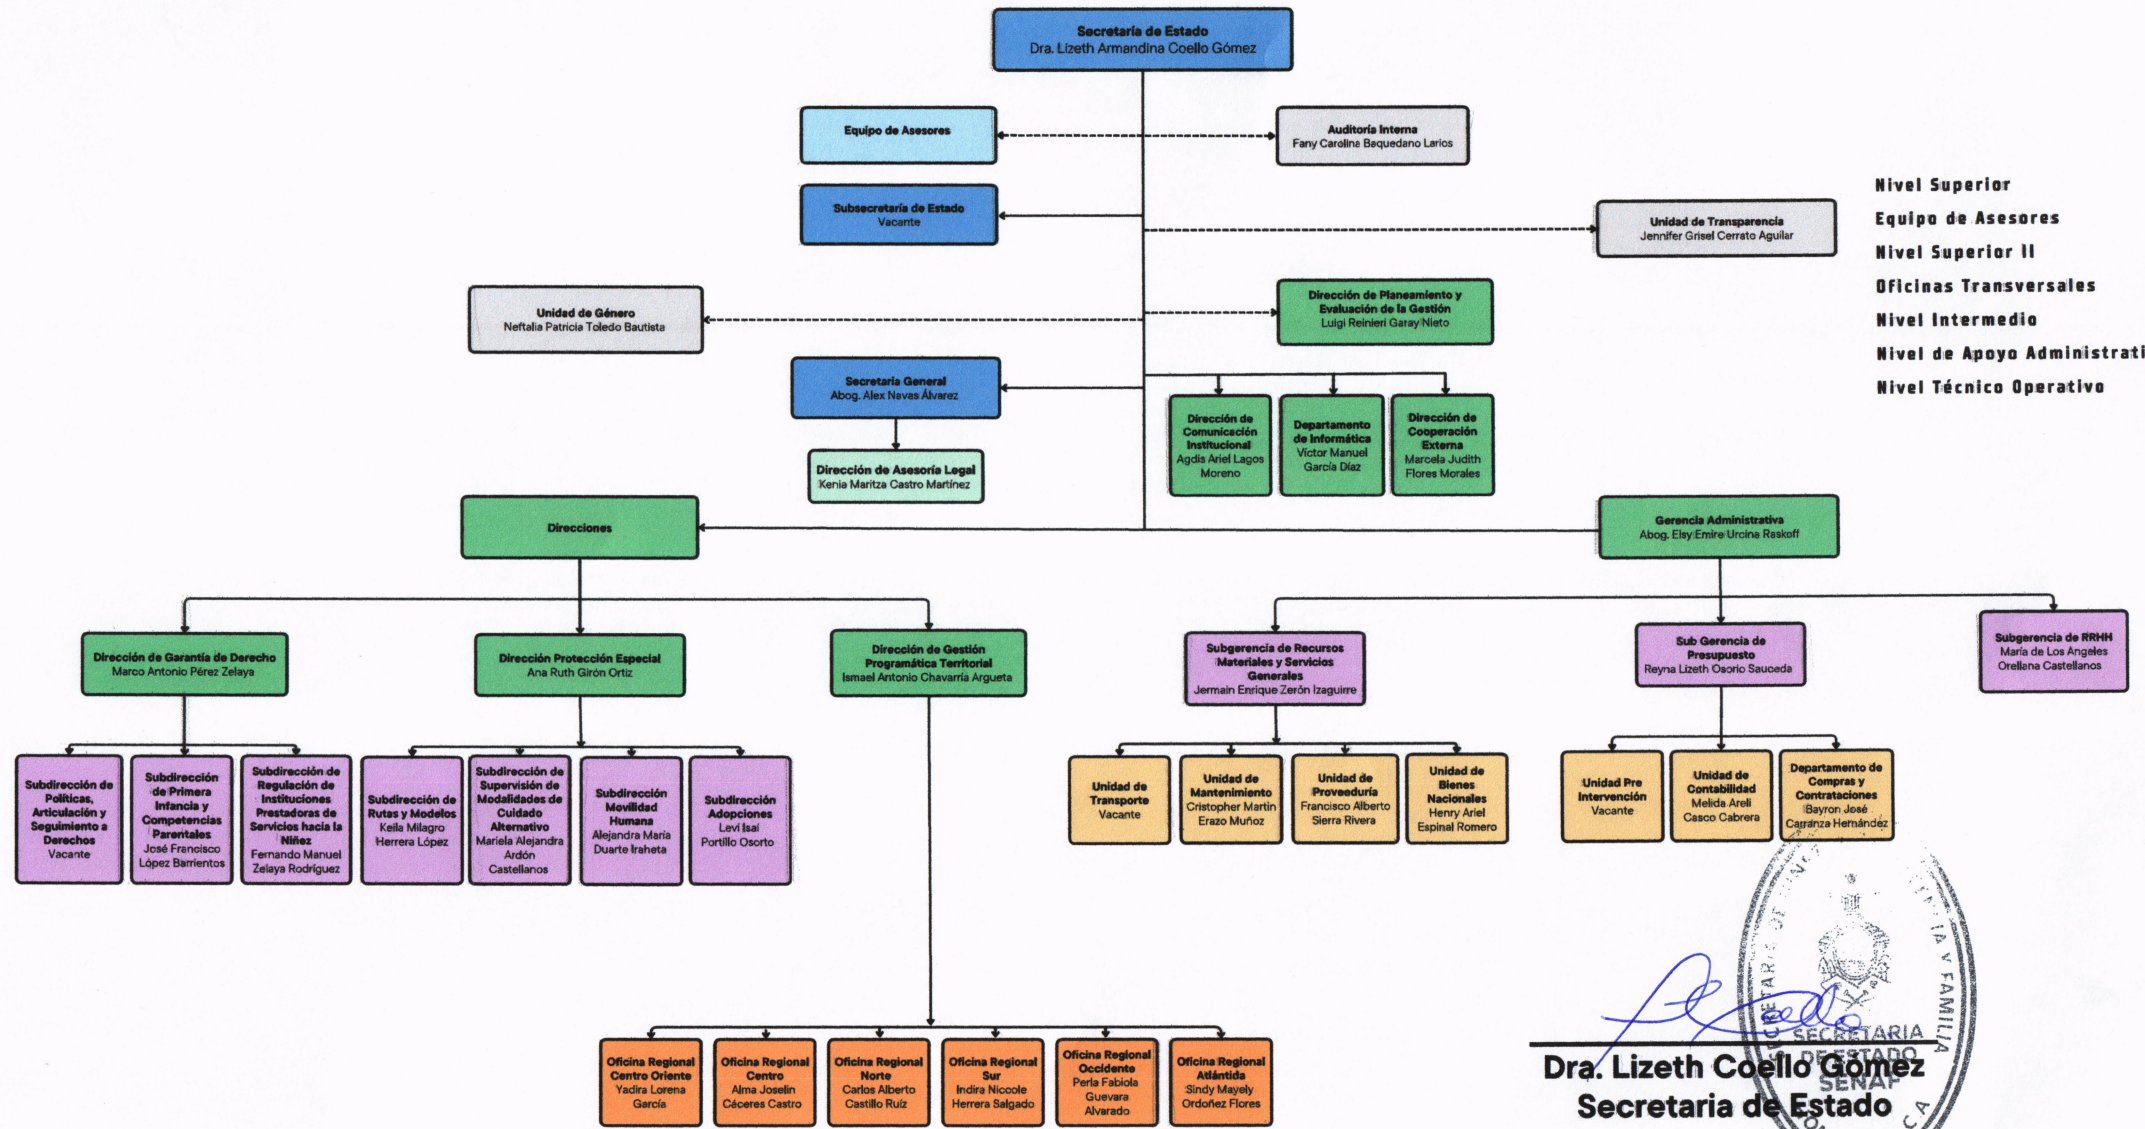 Secretaría de Estado
Dra. Lizeth Armandina Coello Gómez
Equipo de Asesores
Auditoría Interna
Fany Carolina Baquedano Larios
Subsecretaría de Estado
Vacante
Unidad de Transparencia
Jennifer Grisel Cerrato Aguilar
Nivel Superior
Equipo de Asesores
Nivel Superior II
Oficinas Transversales
Nivel Intermedio
Nivel de Apoyo Administrati
Nivel Técnico Operativo
Unidad de Género
Neftalia Patricia Toledo Bautista
Dirección de Planeamiento y
Evaluación de la Gestión
Luigi Reinieri Garay Nieto
Secretaria General
Abog. Alex Navas Álvarez
Dirección de Asesoría Legal
Kenia Maritza Castro Martínez
Dirección de
Comunicación
Institucional
Agdis Ariel Lagos
Moreno
Departamento
de Informática
Víctor Manuel
García Díaz
Dirección de
Cooperación
Externa
Marcela Judith
Flores Morales
Direcciones
Gerencia Administrativa
Abog. Elsy Emire Urcina Raskoff
Dirección de Garantía de Derecho
Marco Antonio Pérez Zelaya
Dirección Protección Especial
Ana Ruth Girón Ortiz
Dirección de Gestión
Programática Territorial
Ismael Antonio Chavarría Argueta
Subgerencia de Recursos
Materiales y Servicios
Generales
Jermain Enrique Zerón Izaguirre
Sub Gerencia de
Presupuesto
Reyna Lizeth Osorio Sauceda
Subgerencia de RRHH
María de Los Angeles
Orellana Castellanos
Subdirección de
Políticas,
Articulación y
Seguimiento a
Derechos
Vacante
Subdirección
de Primera
Infancia y
Competencias
Parentales
José Francisco
López Barrientos
Subdirección de
Regulación de
Instituciones
Prestadoras de
Servicios hacia la
Niñez
Fernando Manuel
Zelaya Rodríguez
Subdirección de
Rutas y Modelos
Keila Milagro
Herrera López
Subdirección de
Supervisión de
Modalidades de
Cuidado
Alternativo
Mariela Alejandra
Ardón
Castellanos
Subdirección
Movilidad
Humana
Alejandra María
Duarte Iraheta
Subdirección
Adopciones
Levi Isaí
Portillo Osorto
Unidad de
Transporte
Vacante
Unidad de
Mantenimiento
Cristopher Martin
Erazo Muñoz
Unidad de
Proveeduría
Francisco Alberto
Sierra Rivera
Unidad de
Bienes
Nacionales
Henry Ariel
Espinal Romero
Unidad Pre
Intervención
Vacante
Unidad de
Contabilidad
Melida Areli
Casco Cabrera
Departamento de
Compras y
Contrataciones
Bayron José
Carranza Hernández
Oficina Regional
Centro Oriente
Yadira Lorena
García
Oficina Regional
Centro
Alma Joselin
Cáceres Castro
Oficina Regional
Norte
Carlos Alberto
Castillo Ruíz
Oficina Regional
Sur
Indira Niccole
Herrera Salgado
Oficina Regional
Occidente
Perla Fabiola
Guevara
Alvarado
Oficina Regional
Atlántida
Sindy Mayely
Ordoñez Flores
Y FAMILIA
SECRETARIA
DE ESTADO
SENAF
Dra. Lizeth Coello Gómez
Secretaria de Estado